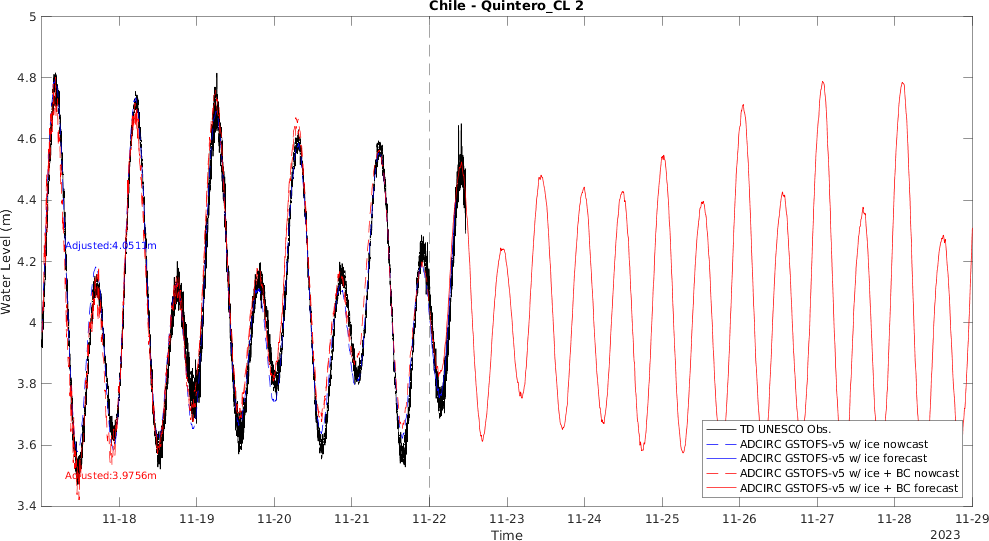 Chile - Quintero_CL 2
Water Level (m)
5
4.8
4.6
4.4
4.2
4
3.8
3.6
3.4
Adjusted:4.0511m
Adjusted:3.9756m
TD UNESCO Obs.
ADCIRC GSTOFS-v5 w/ ice nowcast
ADCIRC GSTOFS-v5 w/ ice forecast
ADCIRC GSTOFS-v5 w/ ice + BC nowcast
ADCIRC GSTOFS-v5 w/ ice + BC forecast
11-18 11-19 11-20 11-21 11-22 11-23 11-24 11-25 11-26 11-27 11-28 11-29
Time
2023